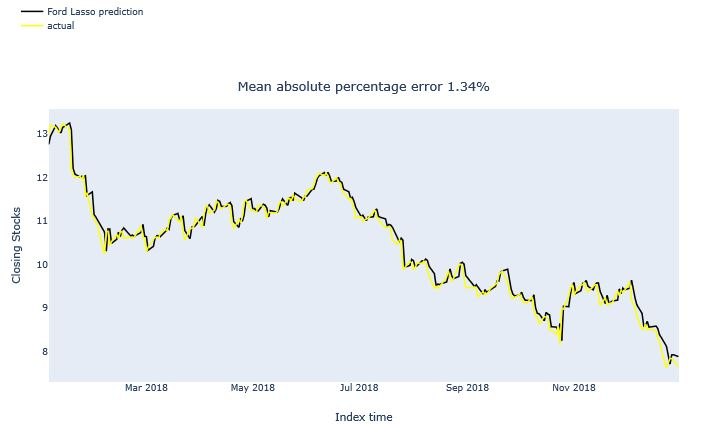 Ford Lasso prediction
actual
Mean absolute percentage error 1.34%
13
12
11
10
9
8
Closing Stocks
Mar 2018 May 2018 Jul 2018 Sep 2018 Nov 2018
Index time